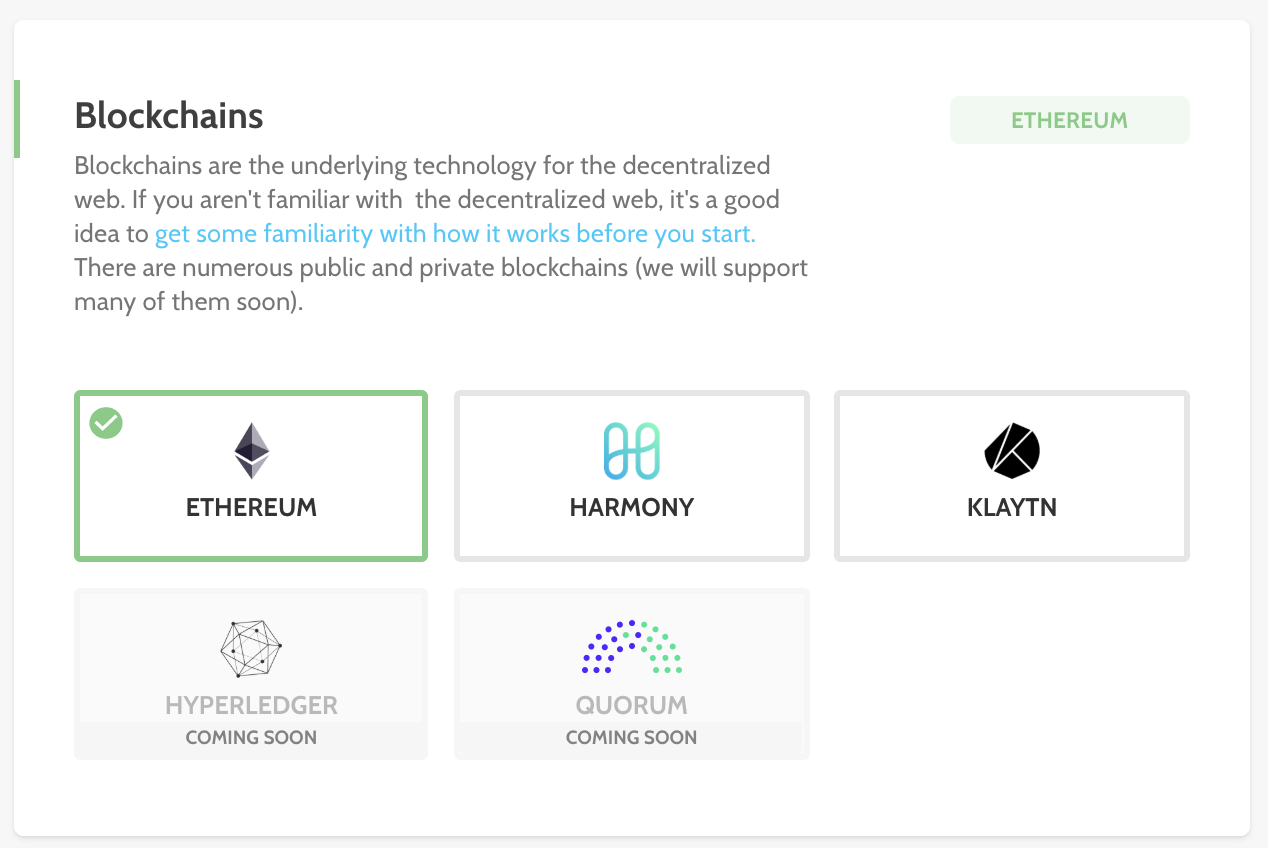 Blockchains
ETHEREUM
Blockchains are the underlying technology for the decentralized
web. If you aren't familiar with  the decentralized web, it's a good
idea to get some familiarity with how it works before you start.
There are numerous public and private blockchains (we will support
many of them soon).
ETHEREUM
HARMONY
KLAYTN
HYPERLEDGER
COMING SOON
QUORUM
COMING SOON